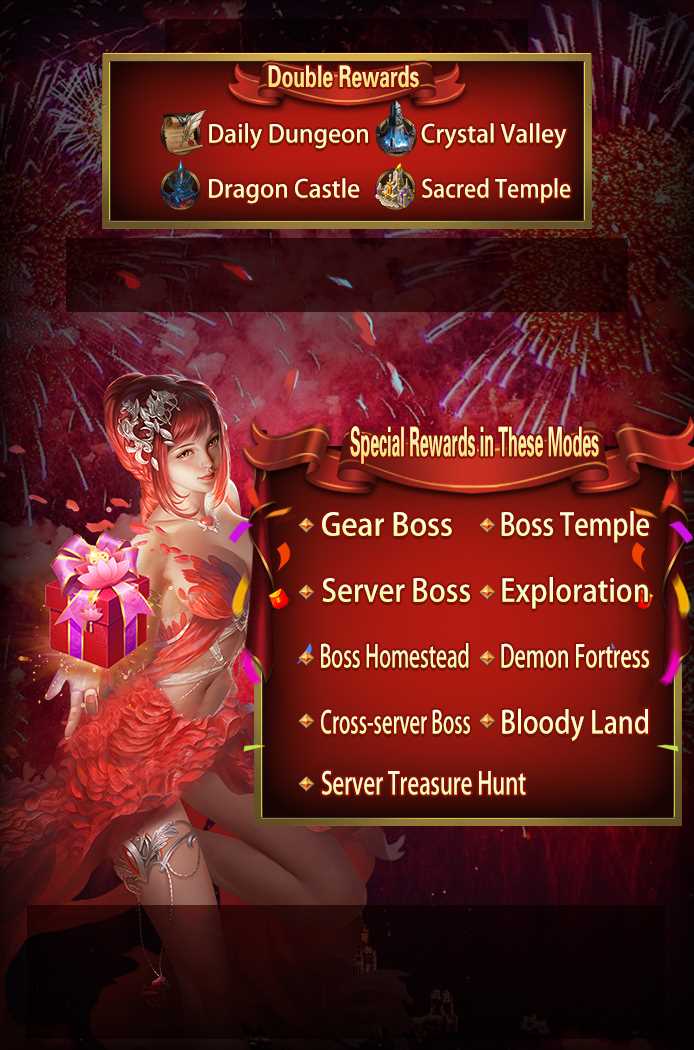 Double Rewards
Daily Dungeon Crystal Valley
Dragon Castle Sacred Temple
Special Rewards in These Modes
Gear Boss Boss Temple
Server Boss Exploration
Boss Homestead Demon Fortress
Cross-server Boss Bloody Land
Server Treasure Hunt